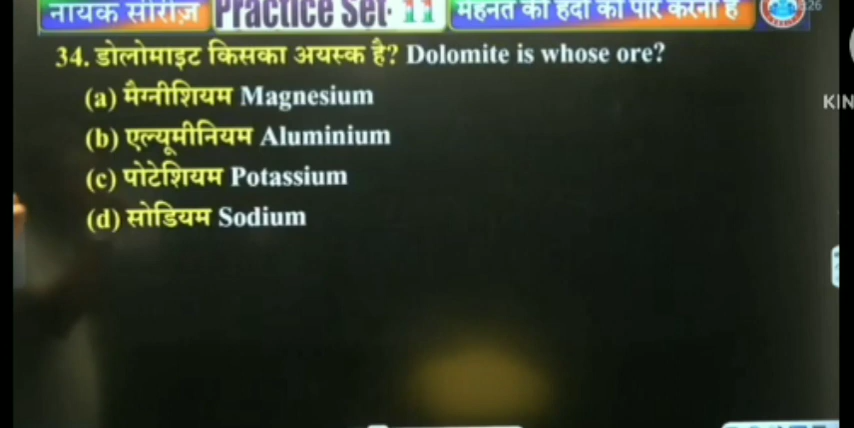 नायक सीरीज़ Practice Set 11 मेहनत की हदों को पार करना है
34. डोलोमाइट किसका अयस्क है? Dolomite is whose ore?
(a) मैग्नीशियम Magnesium
KIN
(b) एल्यूमीनियम Aluminium
(c) पोटेशियम Potassium
(d) सोडियम Sodium